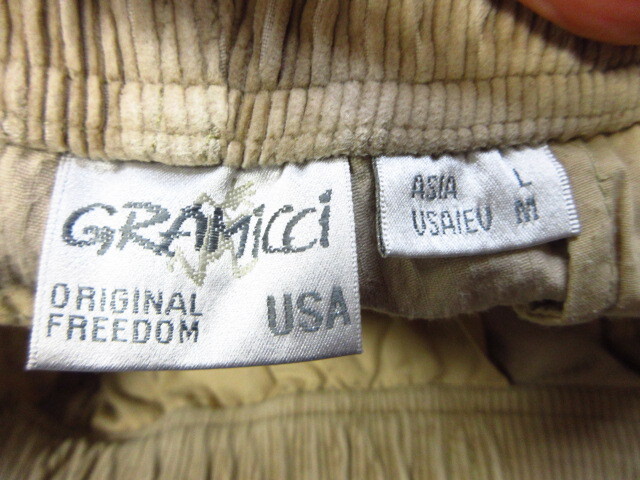 GRAMiCCi
ORIGINAL
FREEDOM
USA
ASIA L
USA/EU M